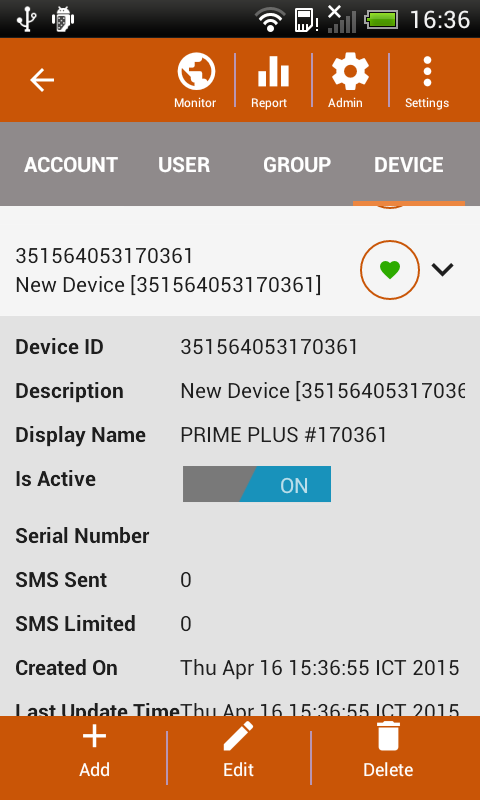 16:36
Monitor
Report
Admin
Settings
ACCOUNT USER GROUP DEVICE
351564053170361
New Device [351564053170361]
Device ID 351564053170361
Description New Device [35156405317036
Display Name PRIME PLUS #170361
Is Active ON
Serial Number
SMS Sent 0
SMS Limited 0
Created On Thu Apr 16 15:36:55 ICT 2015
Last Update Time Thu Apr 16 15:36:55 ICT 2015
Add Edit Delete